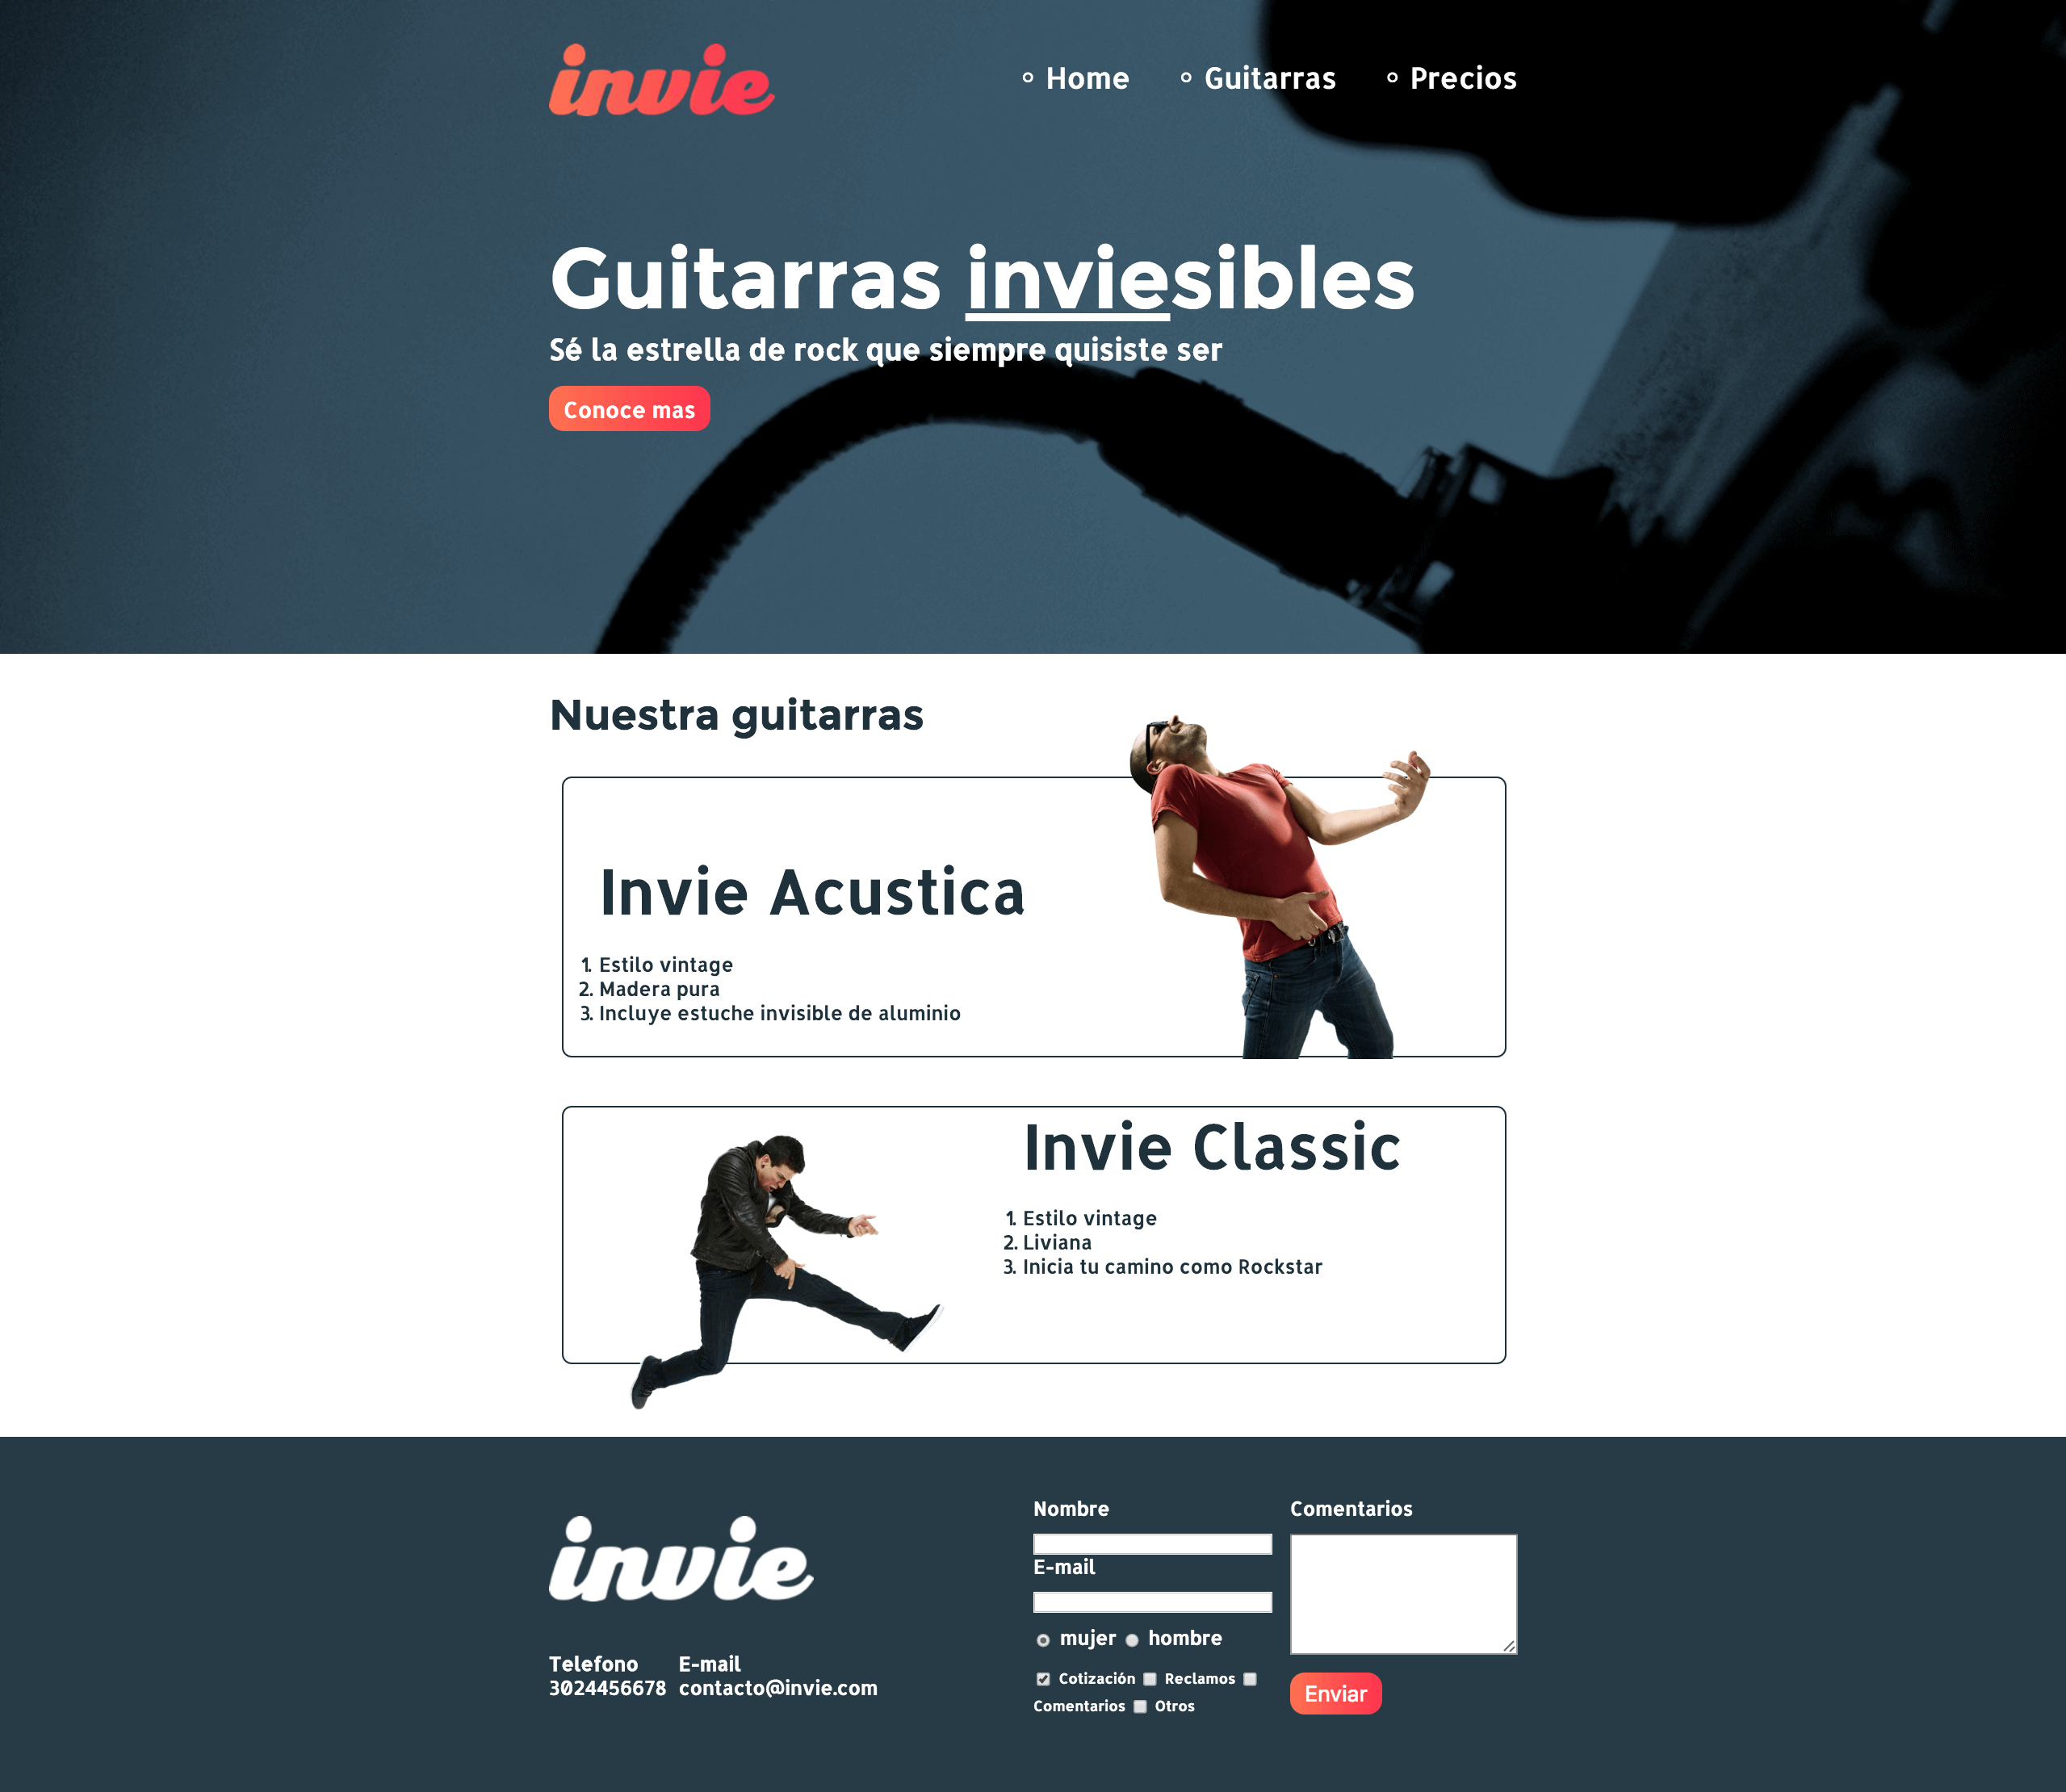 invie
Home
Guitarras
Precios
Guitarras inviesibles
Sé la estrella de rock que siempre quisiste ser
Conoce mas
Nuestra guitarras
Invie Acustica
1. Estilo vintage
2. Madera pura
3. Incluye estuche invisible de aluminio
Invie Classic
1. Estilo vintage
2. Liviana
3. Inicia tu camino como Rockstar
invie
Telefono
3024456678
E-mail
contacto@invie.com
Nombre
E-mail
mujer hombre
Cotización Reclamos
Comentarios Otros
Comentarios
Enviar